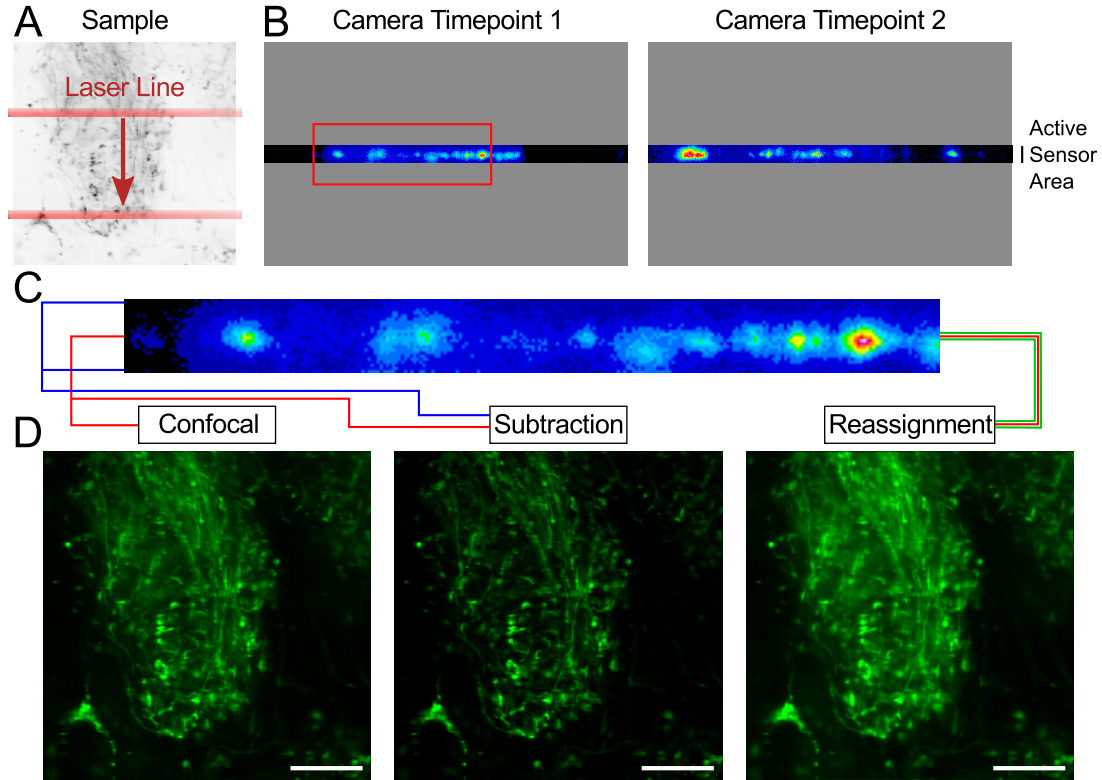 A
Sample
Laser Line
B
Camera Timepoint 1
Camera Timepoint 2
Active
Sensor
Area
C
Confocal
Subtraction
Reassignment
D